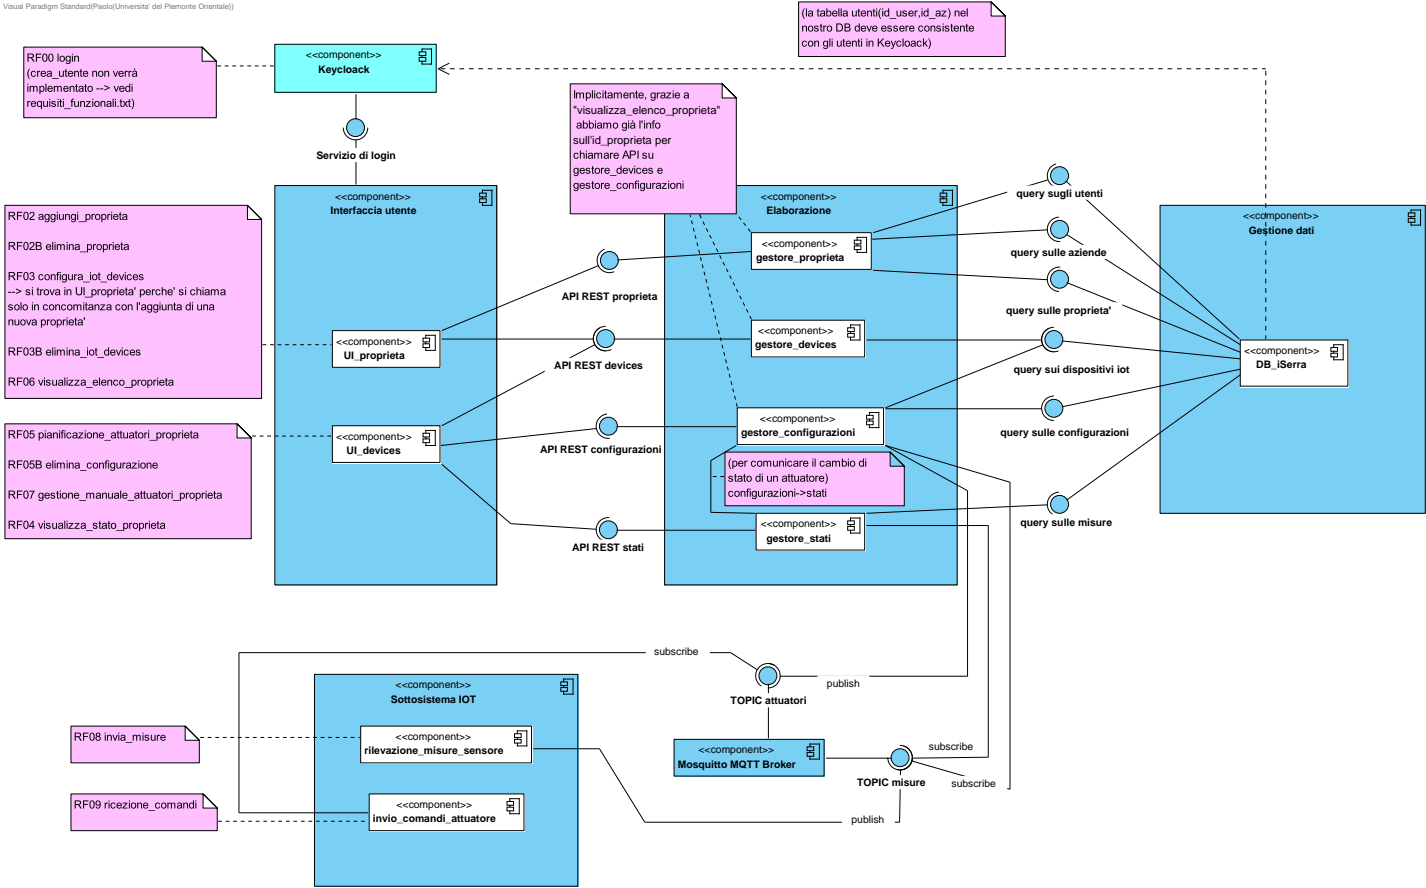 Visual Paradigm Standard(Paolo(Universita' del Piemonte Orientale))
RF00 login
(crea_utente non verrà
implementato --> vedi
requisiti_funzionali.txt)
<<component>>
Keycloack
(la tabella utenti(id_user,id_az) nel
nostro DB deve essere consistente
con gli utenti in Keycloack)
Servizio di login
Implicitamente, grazie a
"visualizza_elenco_proprieta"
abbiamo già l'info
sull'id_proprieta per
chiamare API su
gestore_devices e
gestore_configurazioni
<<component>>
Interfaccia utente
RF02 aggiungi_proprieta
RF02B elimina_proprieta
RF03 configura_iot_devices
--> si trova in UI_proprieta' perche' si chiama
solo in concomitanza con l'aggiunta di una
nuova proprieta'
RF03B elimina_iot_devices
RF06 visualizza_elenco_proprieta
<<component>>
UI_proprieta
RF05 pianificazione_attuatori_proprieta
RF05B elimina_configurazione
RF07 gestione_manuale_attuatori_proprieta
RF04 visualizza_stato_proprieta
<<component>>
UI_devices
API REST proprieta
API REST devices
API REST configurazioni
API REST stati
<<component>>
Elaborazione
<<component>>
gestore_proprieta
<<component>>
gestore_devices
<<component>>
gestore_configurazioni
(per comunicare il cambio di
stato di un attuatore)
configurazioni->stati
<<component>>
gestore_stati
query sugli utenti
query sulle aziende
query sulle proprieta'
query sui dispositivi iot
query sulle configurazioni
query sulle misure
<<component>>
Gestione dati
<<component>>
DB_iSerra
subscribe
TOPIC attuatori
publish
<<component>>
Sottosistema IOT
RF08 invia_misure
<<component>>
rilevazione_misure_sensore
RF09 ricezione_comandi
<<component>>
invio_comandi_attuatore
<<component>>
Mosquitto MQTT Broker
subscribe
TOPIC misure
subscribe
publish